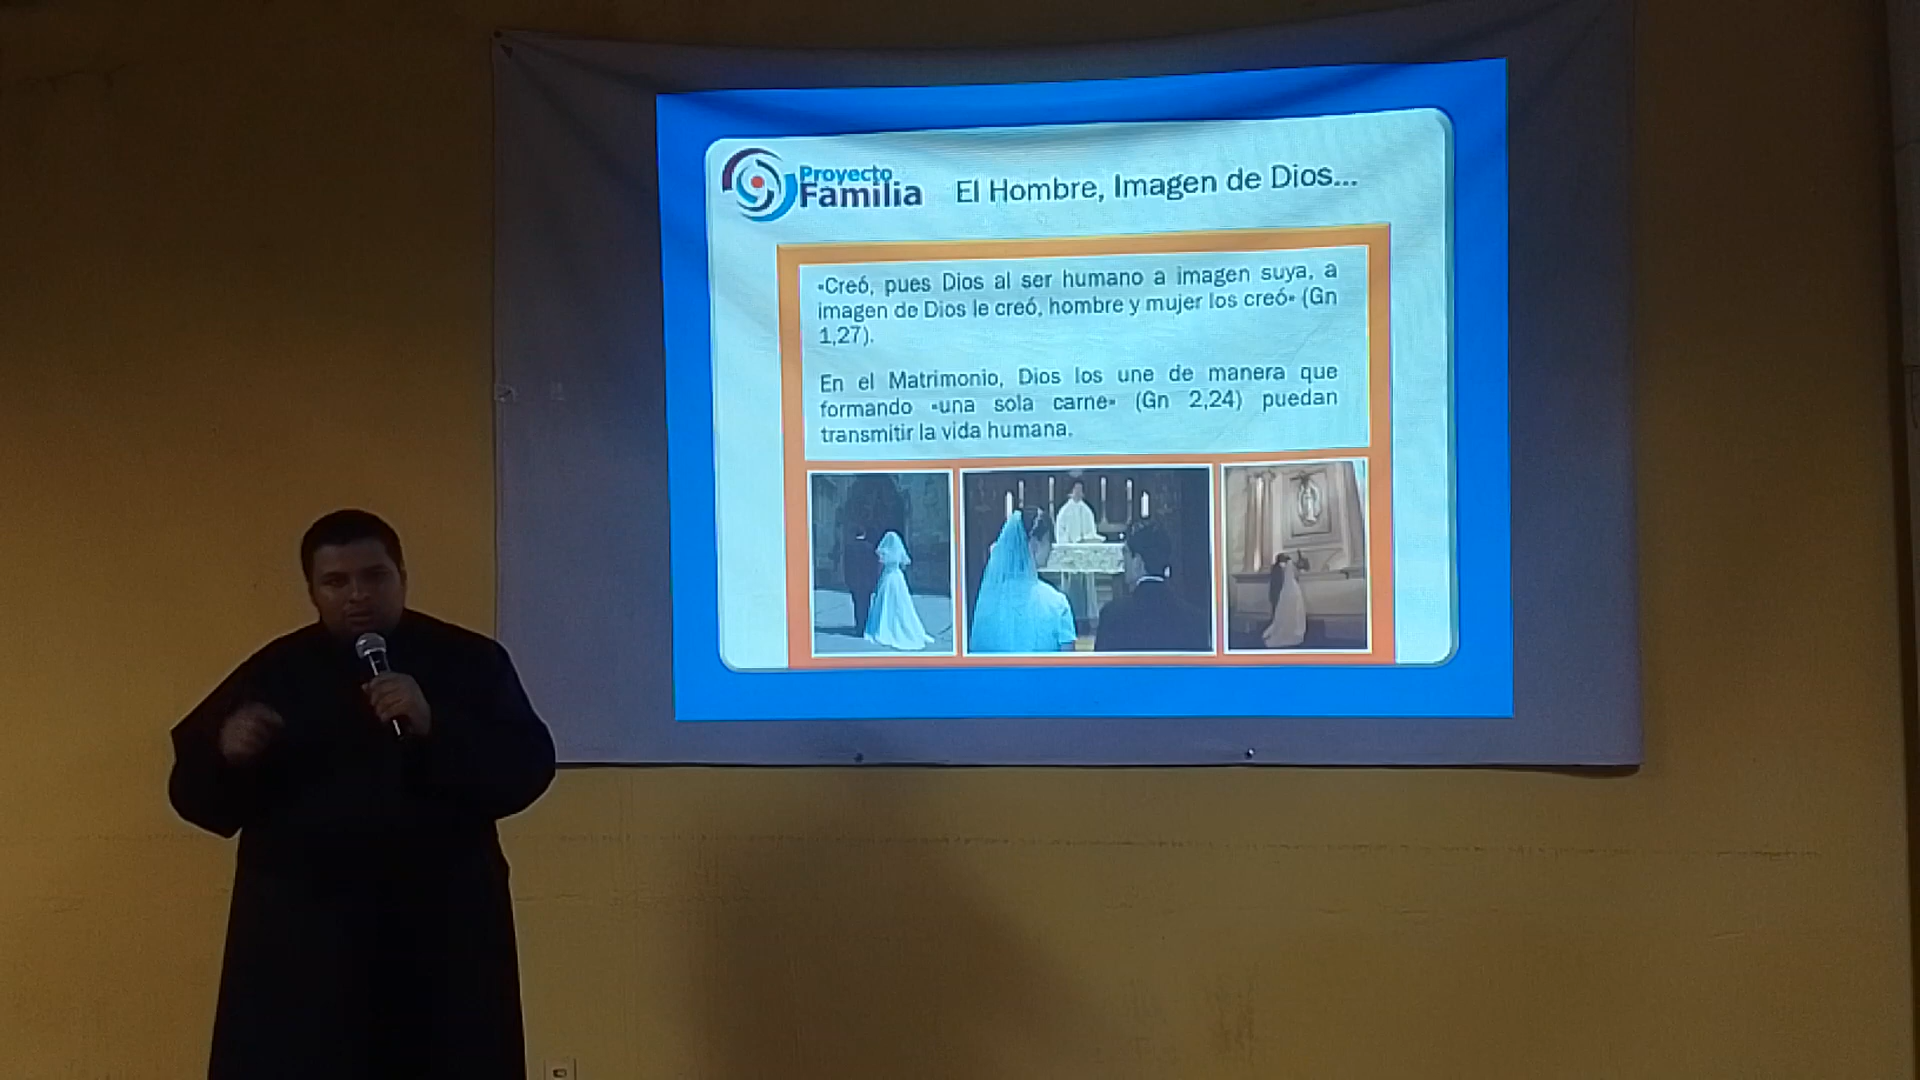 Proyecto
Familia
El Hombre, Imagen de Dios...
«Creó, pues Dios al ser humano a imagen suya, a
imagen de Dios le creó, hombre y mujer los creó» (Gn
1,27).
En el Matrimonio, Dios los une de manera que
formando «una sola carne» (Gn 2,24) puedan
transmitir la vida humana.